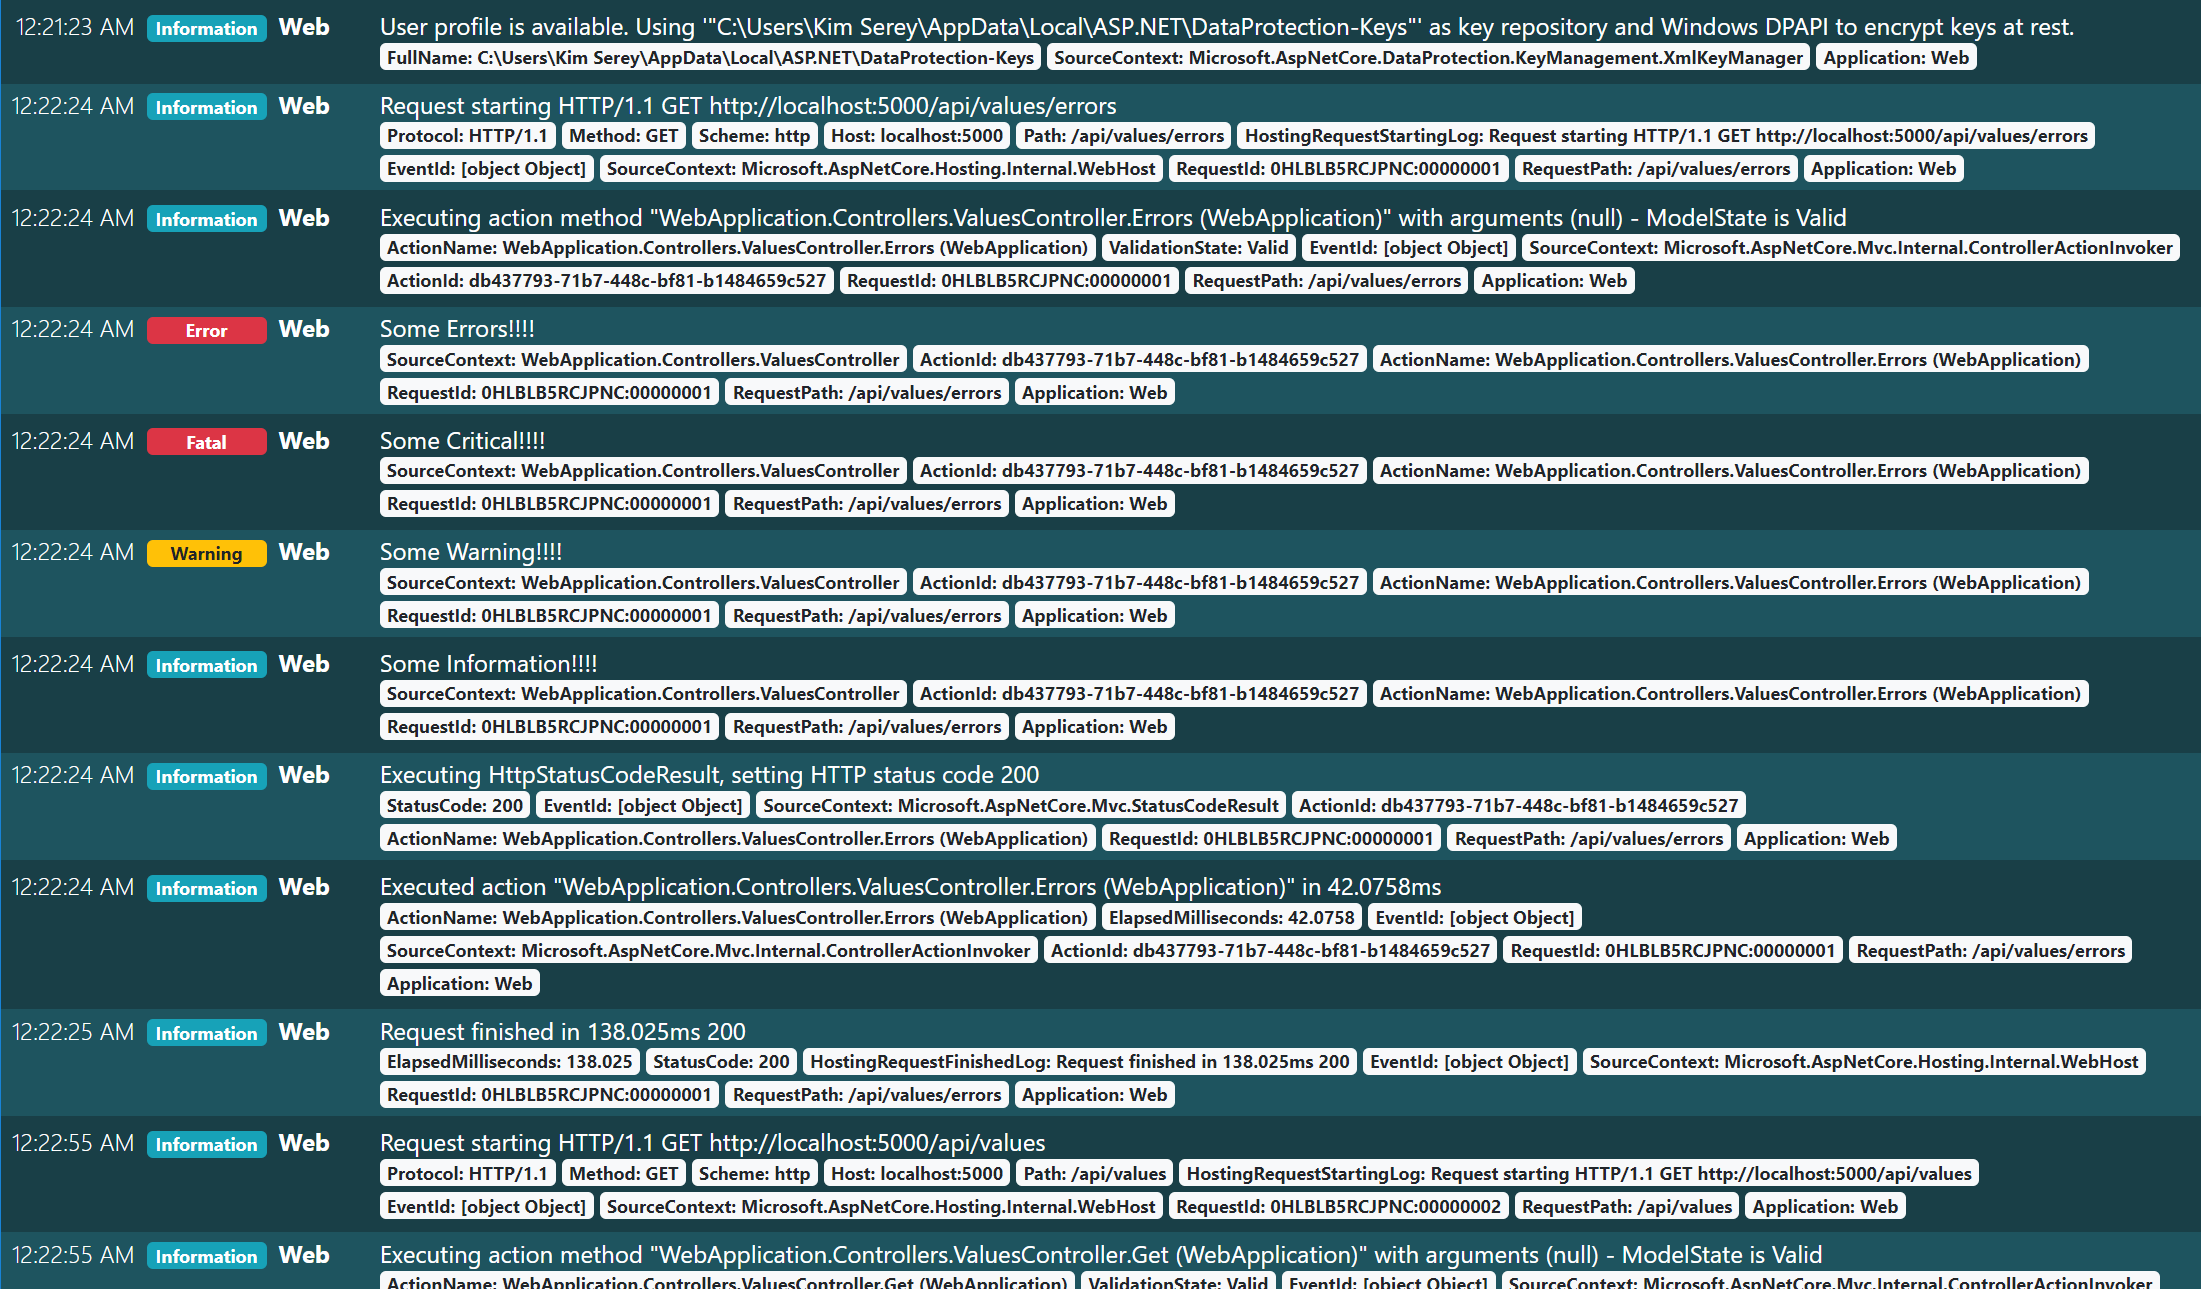 12:21:23 AM Information Web User profile is available. Using '"C:\Users\Kim Serey\AppData\Local\ASP.NET\DataProtection-Keys"' as key repository and Windows DPAPI to encrypt keys at rest.
FullName: C:\Users\Kim Serey\AppData\Local\ASP.NET\DataProtection-Keys SourceContext: Microsoft.AspNetCore.DataProtection.KeyManagement.XmlKeyManager Application: Web
12:22:24 AM Information Web Request starting HTTP/1.1 GET http://localhost:5000/api/values/errors
Protocol: HTTP/1.1 Method: GET Scheme: http Host: localhost:5000 Path: /api/values/errors HostingRequestStartingLog: Request starting HTTP/1.1 GET http://localhost:5000/api/values/errors
EventId: [object Object] SourceContext: Microsoft.AspNetCore.Hosting.Internal.WebHost RequestId: 0HLBLB5RCJPNC:00000001 RequestPath: /api/values/errors Application: Web
12:22:24 AM Information Web Executing action method "WebApplication.Controllers.ValuesController.Errors (WebApplication)" with arguments (null) - ModelState is Valid
ActionName: WebApplication.Controllers.ValuesController.Errors (WebApplication) ValidationState: Valid EventId: [object Object] SourceContext: Microsoft.AspNetCore.Mvc.Internal.ControllerActionInvoker
ActionId: db437793-71b7-448c-bf81-b1484659c527 RequestId: 0HLBLB5RCJPNC:00000001 RequestPath: /api/values/errors Application: Web
12:22:24 AM Error Web Some Errors!!!!
SourceContext: WebApplication.Controllers.ValuesController ActionId: db437793-71b7-448c-bf81-b1484659c527 ActionName: WebApplication.Controllers.ValuesController.Errors (WebApplication)
RequestId: 0HLBLB5RCJPNC:00000001 RequestPath: /api/values/errors Application: Web
12:22:24 AM Fatal Web Some Critical!!!!
SourceContext: WebApplication.Controllers.ValuesController ActionId: db437793-71b7-448c-bf81-b1484659c527 ActionName: WebApplication.Controllers.ValuesController.Errors (WebApplication)
RequestId: 0HLBLB5RCJPNC:00000001 RequestPath: /api/values/errors Application: Web
12:22:24 AM Warning Web Some Warning!!!!
SourceContext: WebApplication.Controllers.ValuesController ActionId: db437793-71b7-448c-bf81-b1484659c527 ActionName: WebApplication.Controllers.ValuesController.Errors (WebApplication)
RequestId: 0HLBLB5RCJPNC:00000001 RequestPath: /api/values/errors Application: Web
12:22:24 AM Information Web Some Information!!!!
SourceContext: WebApplication.Controllers.ValuesController ActionId: db437793-71b7-448c-bf81-b1484659c527 ActionName: WebApplication.Controllers.ValuesController.Errors (WebApplication)
RequestId: 0HLBLB5RCJPNC:00000001 RequestPath: /api/values/errors Application: Web
12:22:24 AM Information Web Executing HttpStatusCodeResult, setting HTTP status code 200
StatusCode: 200 EventId: [object Object] SourceContext: Microsoft.AspNetCore.Mvc.StatusCodeResult ActionId: db437793-71b7-448c-bf81-b1484659c527
ActionName: WebApplication.Controllers.ValuesController.Errors (WebApplication) RequestId: 0HLBLB5RCJPNC:00000001 RequestPath: /api/values/errors Application: Web
12:22:24 AM Information Web Executed action "WebApplication.Controllers.ValuesController.Errors (WebApplication)" in 42.0758ms
ActionName: WebApplication.Controllers.ValuesController.Errors (WebApplication) ElapsedMilliseconds: 42.0758 EventId: [object Object]
SourceContext: Microsoft.AspNetCore.Mvc.Internal.ControllerActionInvoker ActionId: db437793-71b7-448c-bf81-b1484659c527 RequestId: 0HLBLB5RCJPNC:00000001 RequestPath: /api/values/errors
Application: Web
12:22:25 AM Information Web Request finished in 138.025ms 200
ElapsedMilliseconds: 138.025 StatusCode: 200 HostingRequestFinishedLog: Request finished in 138.025ms 200 EventId: [object Object] SourceContext: Microsoft.AspNetCore.Hosting.Internal.WebHost
RequestId: 0HLBLB5RCJPNC:00000001 RequestPath: /api/values/errors Application: Web
12:22:55 AM Information Web Request starting HTTP/1.1 GET http://localhost:5000/api/values
Protocol: HTTP/1.1 Method: GET Scheme: http Host: localhost:5000 Path: /api/values HostingRequestStartingLog: Request starting HTTP/1.1 GET http://localhost:5000/api/values
EventId: [object Object] SourceContext: Microsoft.AspNetCore.Hosting.Internal.WebHost RequestId: 0HLBLB5RCJPNC:00000002 RequestPath: /api/values Application: Web
12:22:55 AM Information Web Executing action method "WebApplication.Controllers.ValuesController.Get (WebApplication)" with arguments (null) - ModelState is Valid
ActionName: WebApplication.Controllers.ValuesController.Get (WebApplication) ValidationState: Valid EventId: [object Object] SourceContext: Microsoft.AspNetCore.Mvc.Internal.ControllerActionInvoker